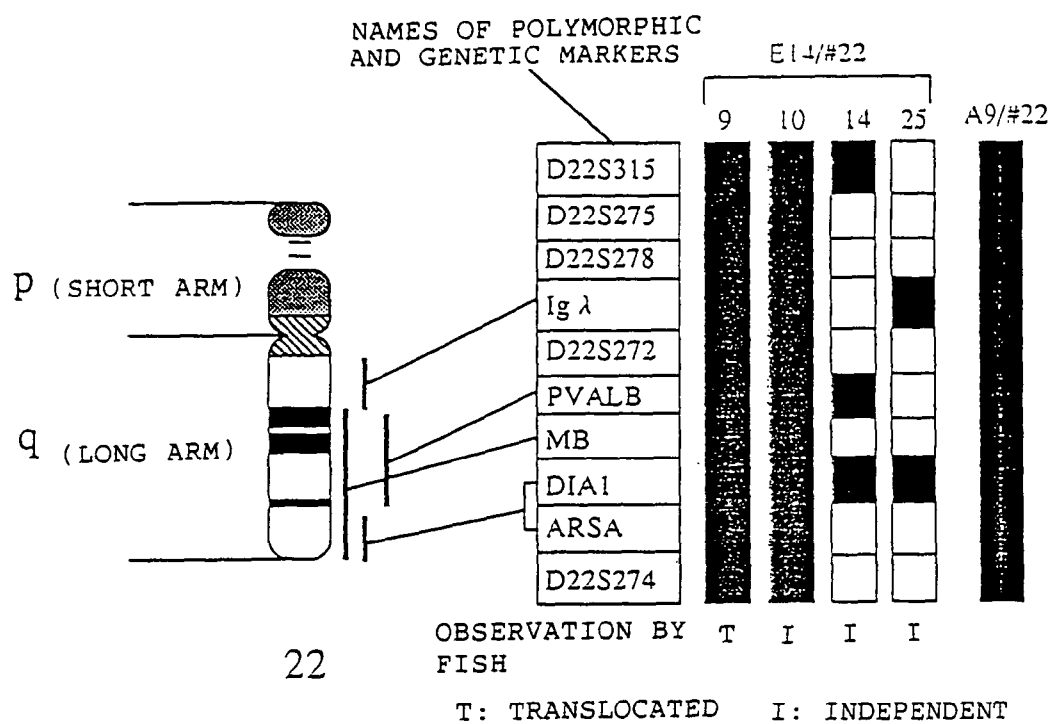 NAMES OF POLYMORPHIC
AND GENETIC MARKERS
E14/#22
9 10 14 25 A9/#22
D22S315
D22S275
D22S278
Ig λ
D22S272
PVALB
MB
DIA1
ARSA
D22S274
p (SHORT ARM)
q (LONG ARM)
22
OBSERVATION BY T I I I
FISH
T: TRANSLOCATED I: INDEPENDENT